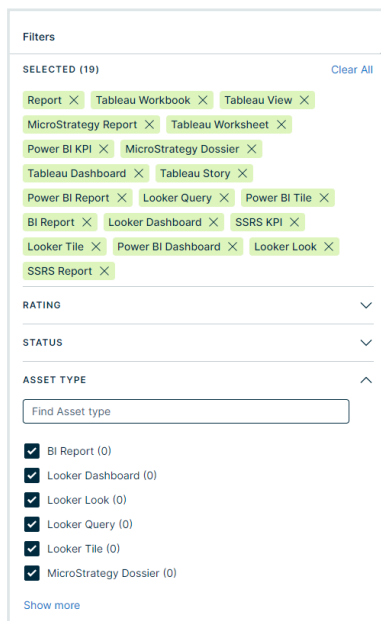 Filters
SELECTED (19) Clear All
Report Tableau Workbook Tableau View
MicroStrategy Report Tableau Worksheet
Power BI KPI MicroStrategy Dossier
Tableau Dashboard Tableau Story
Power BI Report Looker Query Power BI Tile
BI Report Looker Dashboard SSRS KPI
Looker Tile Power BI Dashboard Looker Look
SSRS Report
RATING
STATUS
ASSET TYPE
Find Asset type
BI Report (0)
Looker Dashboard (0)
Looker Look (0)
Looker Query (0)
Looker Tile (0)
MicroStrategy Dossier (0)
Show more